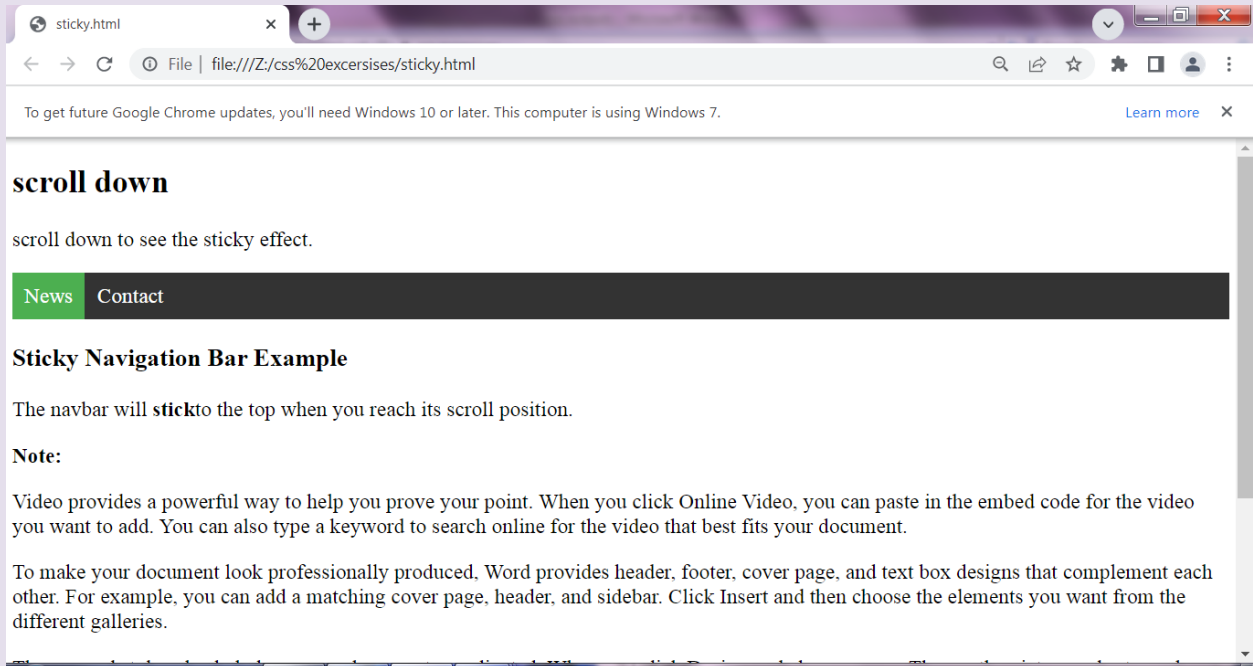 sticky.html
File | file:///Z:/css%20excersises/sticky.html
To get future Google Chrome updates, you'll need Windows 10 or later. This computer is using Windows 7. Learn more
scroll down
scroll down to see the sticky effect.
News Contact
Sticky Navigation Bar Example
The navbar will stickto the top when you reach its scroll position.
Note:
Video provides a powerful way to help you prove your point. When you click Online Video, you can paste in the embed code for the video
you want to add. You can also type a keyword to search online for the video that best fits your document.
To make your document look professionally produced, Word provides header, footer, cover page, and text box designs that complement each
other. For example, you can add a matching cover page, header, and sidebar. Click Insert and then choose the elements you want from the
different galleries.